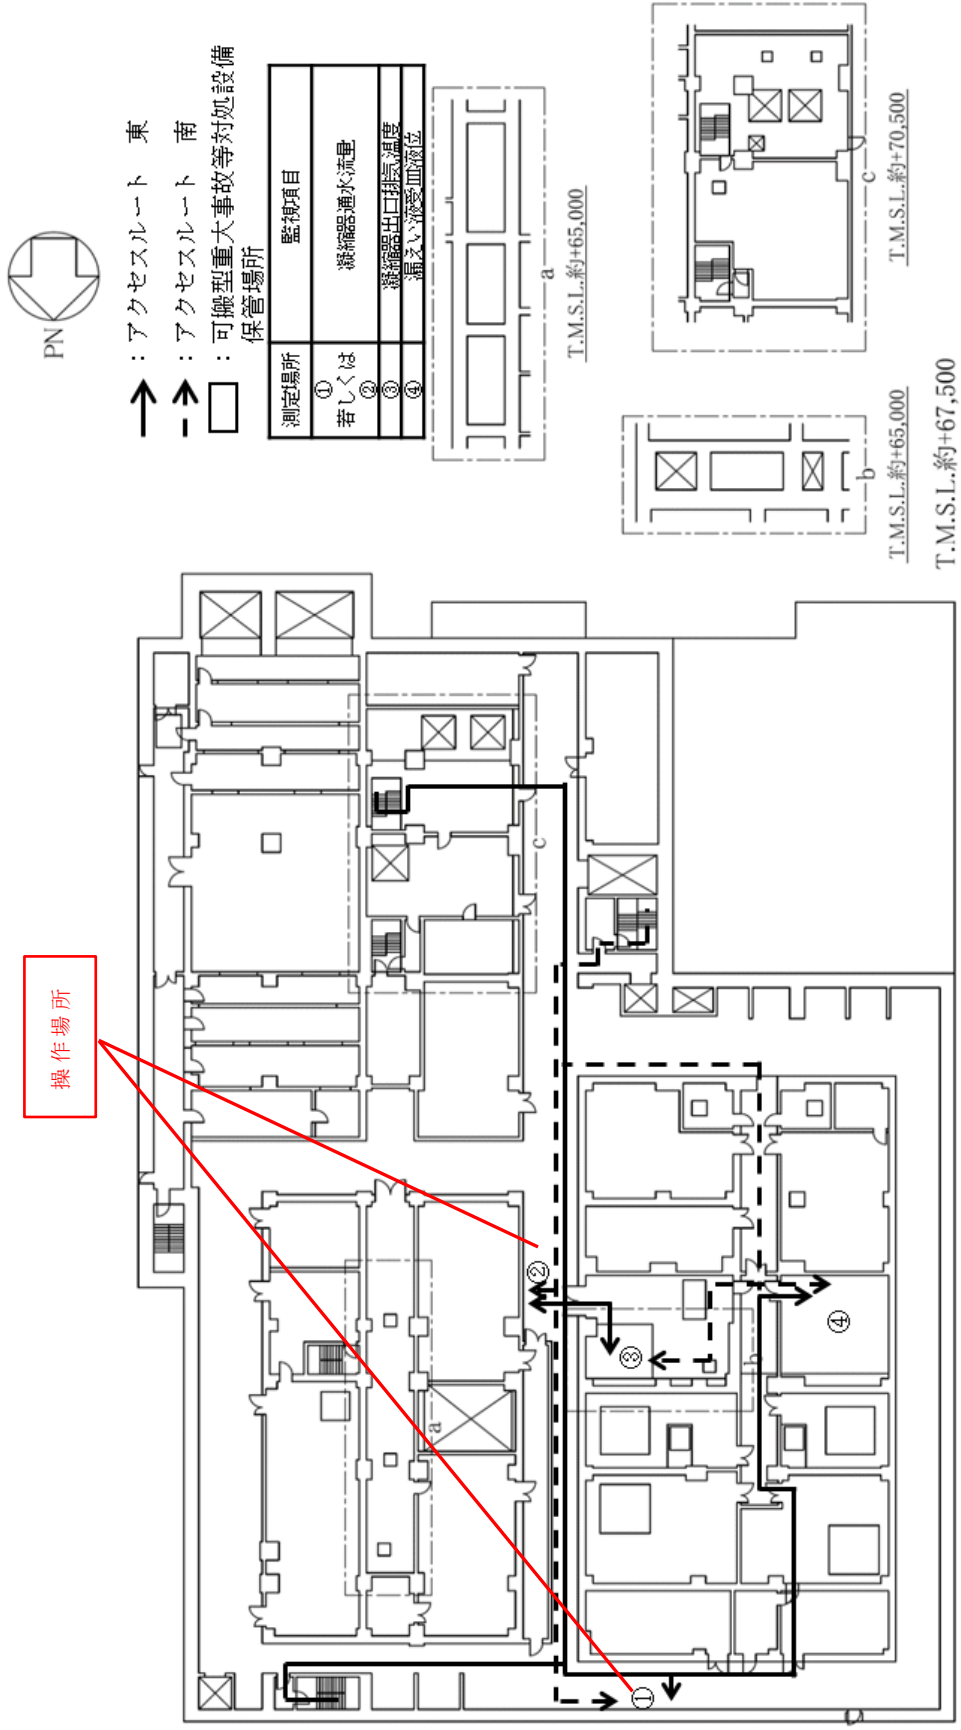 PN
:アクセスルート 東
:アクセスルート 南
:可搬型重大事故等対処設備
保管場所
測定場所 監視項目
①
若しくは
②
凝縮器通水流量
③ 凝縮器出口排気温度
④ 漏えい液受皿液位
a
T.M.S.L.約+65,000
b
T.M.S.L.約+65,000
c
T.M.S.L.約+70,500
T.M.S.L.約+67,500
操作場所
a
b
c
①
②
③
④